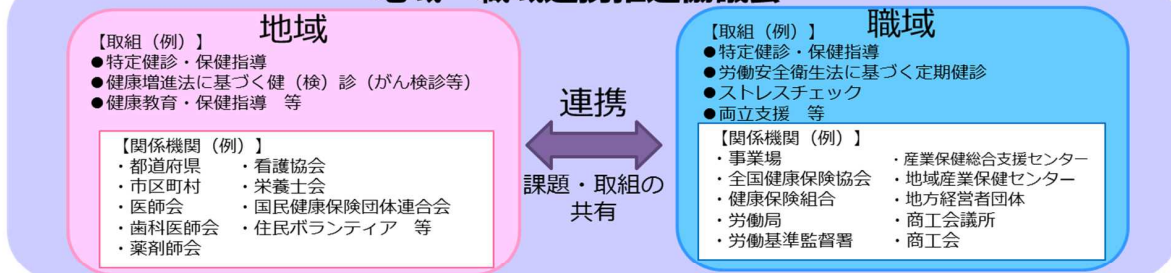 地域
【取組（例）】
●特定健診・保健指導
●健康増進法に基づく健（検）診（がん検診等）
●健康教育・保健指導　等
【関係機関（例）】
・都道府県　・看護協会
・市区町村　・栄養士会
・医師会　・国民健康保険団体連合会
・歯科医師会　・住民ボランティア　等
・薬剤師会
連携
課題・取組の
共有
職域
【取組（例）】
●特定健診・保健指導
●労働安全衛生法に基づく定期健診
●ストレスチェック
●両立支援　等
【関係機関（例）】
・事業場　・産業保健総合支援センター
・全国健康保険協会　・地域産業保健センター
・健康保険組合　・地方経営者団体
・労働局　・商工会議所
・労働基準監督署　・商工会